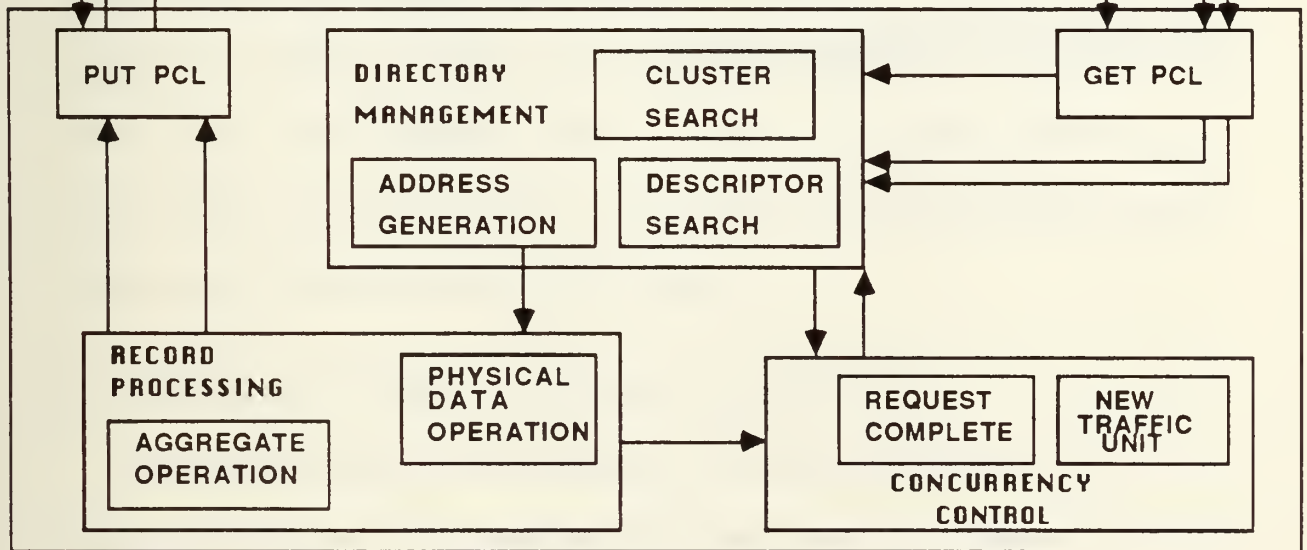 PUT PCL
DIRECTORY
MANAGEMENT
CLUSTER
SEARCH
ADDRESS
GENERATION
DESCRIPTOR
SEARCH
GET PCL
RECORD
PROCESSING
PHYSICAL
DATA
OPERATION
AGGREGATE
OPERATION
REQUEST
COMPLETE
NEW
TRAFFIC
UNIT
CONCURRENCY
CONTROL